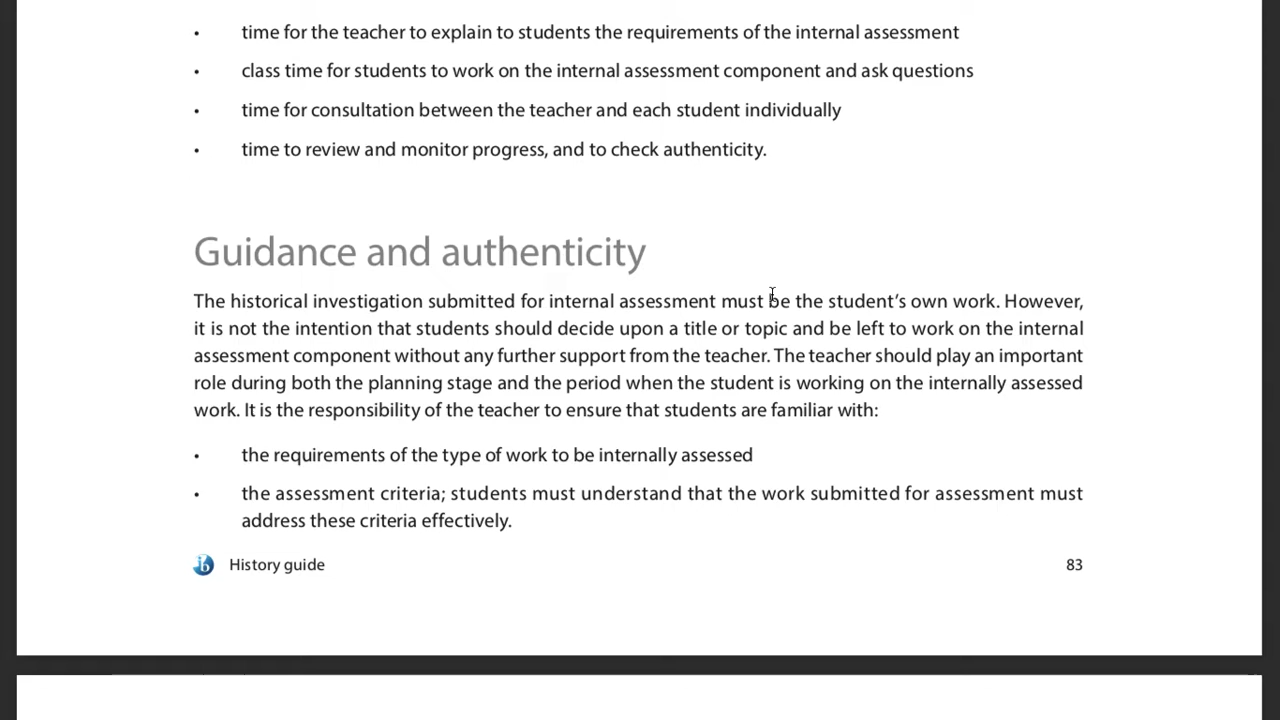 • time for the teacher to explain to students the requirements of the internal assessment
• class time for students to work on the internal assessment component and ask questions
• time for consultation between the teacher and each student individually
• time to review and monitor progress, and to check authenticity.
Guidance and authenticity
The historical investigation submitted for internal assessment must be the student’s own work. However,
it is not the intention that students should decide upon a title or topic and be left to work on the internal
assessment component without any further support from the teacher. The teacher should play an important
role during both the planning stage and the period when the student is working on the internally assessed
work. It is the responsibility of the teacher to ensure that students are familiar with:
• the requirements of the type of work to be internally assessed
• the assessment criteria; students must understand that the work submitted for assessment must
address these criteria effectively.
ib History guide 83